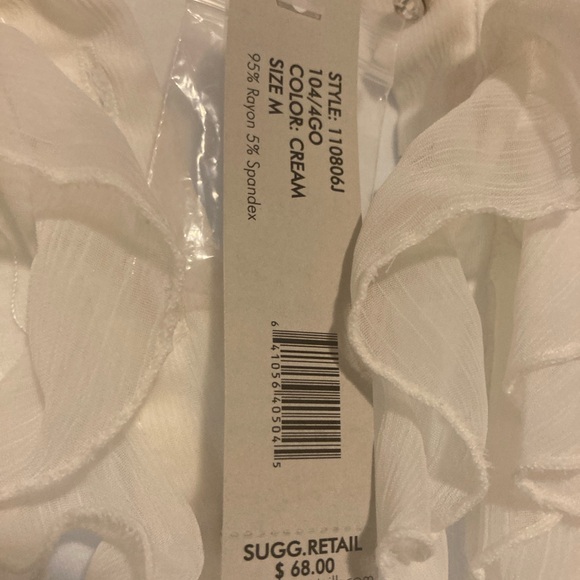 STYLE: 110806J
104/4GO
COLOR: CREAM
SIZE M
95% Rayon 5% Spandex
6 41056 40504 5
SUGG.RETAIL
$ 68.00